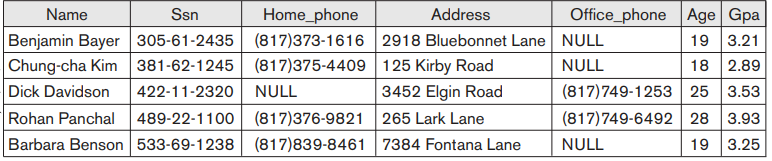 Name Ssn Home_phone Address Office_phone Age Gpa
Benjamin Bayer 305-61-2435 (817)373-1616 2918 Bluebonnet Lane NULL 19 3.21
Chung-cha Kim 381-62-1245 (817)375-4409 125 Kirby Road NULL 18 2.89
Dick Davidson 422-11-2320 NULL 3452 Elgin Road (817)749-1253 25 3.53
Rohan Panchal 489-22-1100 (817)376-9821 265 Lark Lane (817)749-6492 28 3.93
Barbara Benson 533-69-1238 (817)839-8461 7384 Fontana Lane NULL 19 3.25